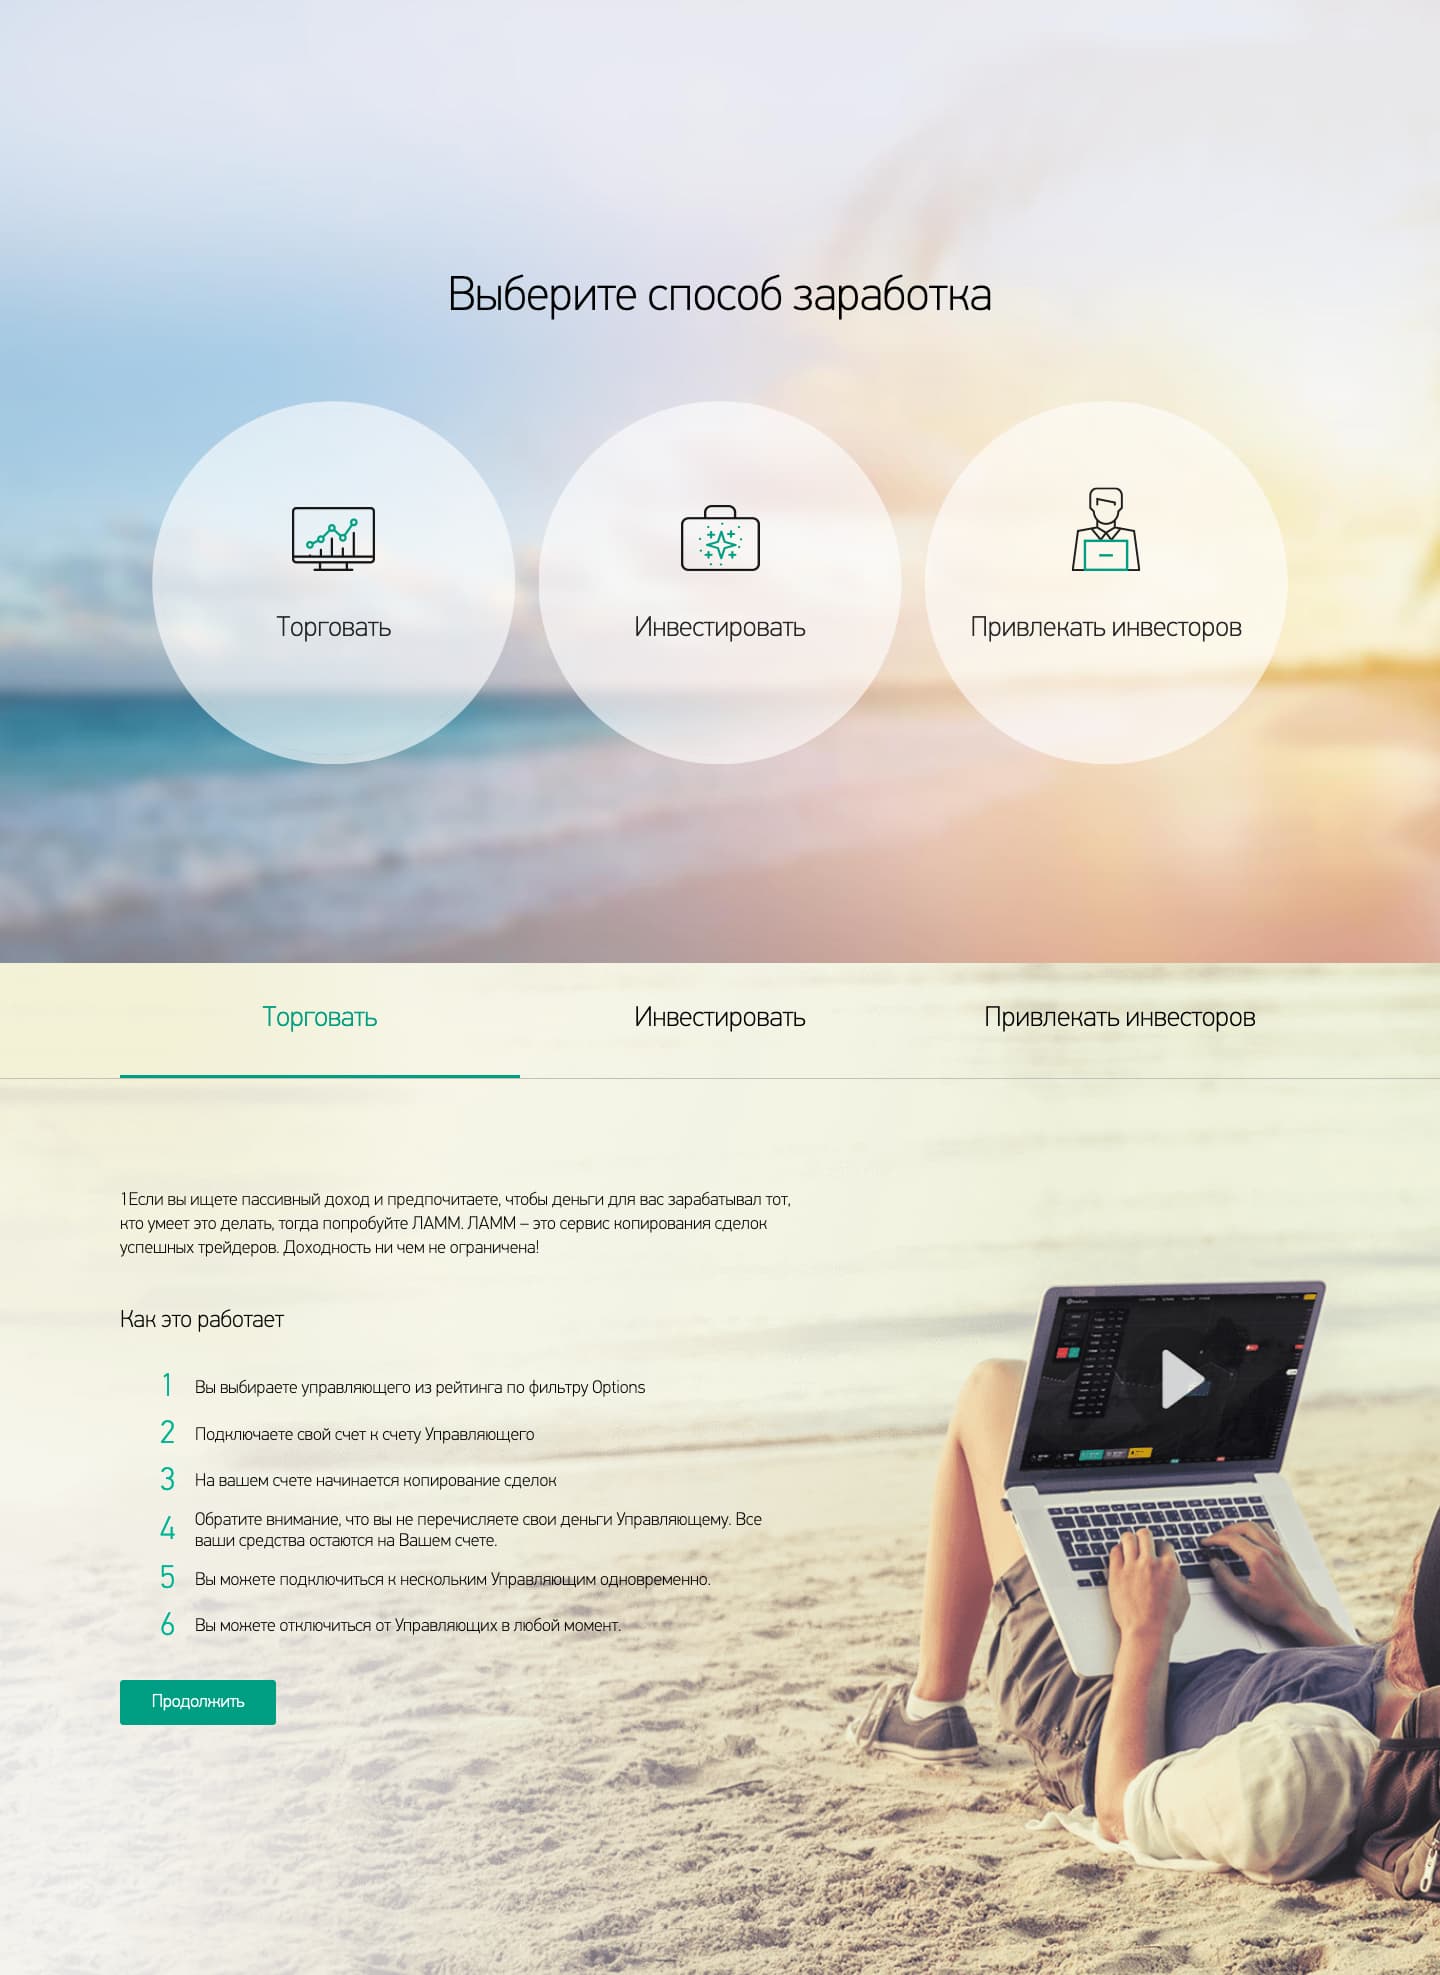 Выберите способ заработка
Торговать
Инвестировать
Привлекать инвесторов
Торговать
Инвестировать
Привлекать инвесторов
1Если вы ищете пассивный доход и предпочитаете, чтобы деньги для вас зарабатывал тот,
кто умеет это делать, тогда попробуйте ЛАММ. ЛАММ – это сервис копирования сделок
успешных трейдеров. Доходность ни чем не ограничена!
Как это работает
1 Вы выбираете управляющего из рейтинга по фильтру Options
2 Подключаете свой счет к счету Управляющего
3 На вашем счете начинается копирование сделок
4 Обратите внимание, что вы не перечисляете свои деньги Управляющему. Все
ваши средства остаются на Вашем счете.
5 Вы можете подключиться к нескольким Управляющим одновременно.
6 Вы можете отключиться от Управляющих в любой момент.
Продолжить